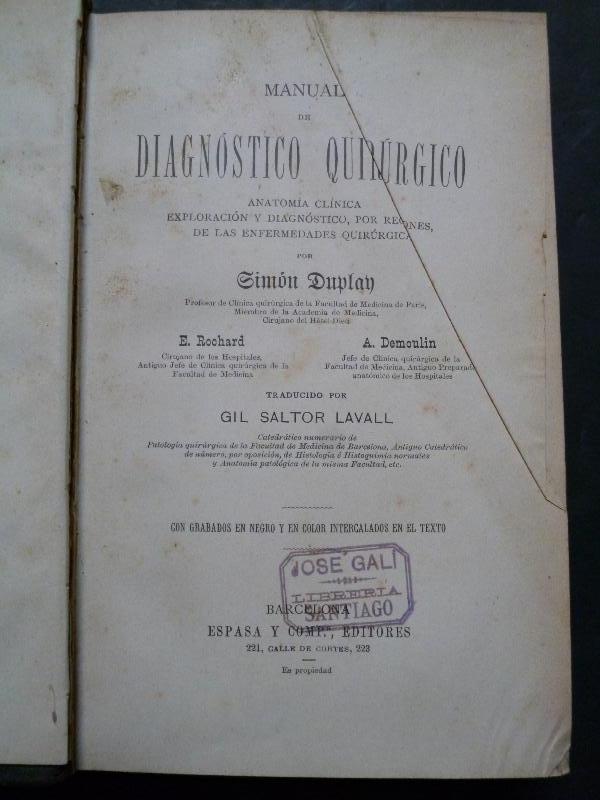 MANUAL
DE
DIAGNÓSTICO QUIRÚRGICO
ANATOMÍA CLÍNICA
EXPLORACIÓN Y DIAGNÓSTICO, POR REGIONES,
DE LAS ENFERMEDADES QUIRÚRGICA
POR
Simón Duplay
Profesor de Clínica quirúrgica de la Facultad de Medicina de París,
Miembro de la Academia de Medicina,
Cirujano del Hôtel-Dieu
E. Rochard
Cirujano de los Hospitales,
Antiguo Jefe de Clínica quirúrgica de la
Facultad de Medicina
A. Demoulin
Jefe de Clínica quirúrgica de la
Facultad de Medicina, Antiguo Preparad
anatómico de los Hospitales
TRADUCIDO POR
GIL SALTOR LAVALL
Catedrático numerario de
Patología quirúrgica de la Facultad de Medicina de Barcelona, Antiguo Catedrático
de número, por oposición, de Histología é Histoquimia normales
y Anatomía patológica de la misma Facultad, etc.
CON GRABADOS EN NEGRO Y EN COLOR INTERCALADOS EN EL TEXTO
JOSÉ GALI
LIBRERIA
SANTIAGO
BARCELONA
ESPASA Y COMP.ª, EDITORES
221, CALLE DE CORTES, 223
En propiedad